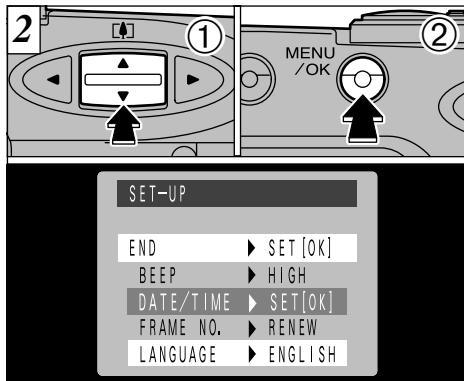 2
①
②
MENU
/OK
SET-UP
END ▶ SET[OK]
BEEP ▶ HIGH
DATE/TIME ▶ SET[OK]
FRAME NO. ▶ RENEW
LANGUAGE ▶ ENGLISH